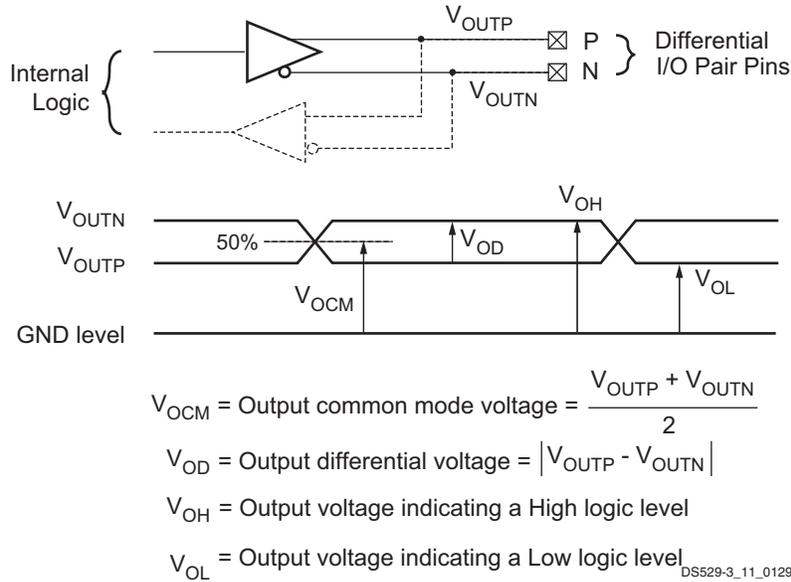 V_OUTP
P
N
Differential
I/O Pair Pins
Internal
Logic
V_OUTN
V_OUTN
V_OH
50%
V_OD
V_OUTP
V_OL
V_OCM
GND level
V_OCM = Output common mode voltage = (V_OUTP + V_OUTN) / 2
V_OD = Output differential voltage = |V_OUTP - V_OUTN|
V_OH = Output voltage indicating a High logic level
V_OL = Output voltage indicating a Low logic level
DS529-3_11_0129